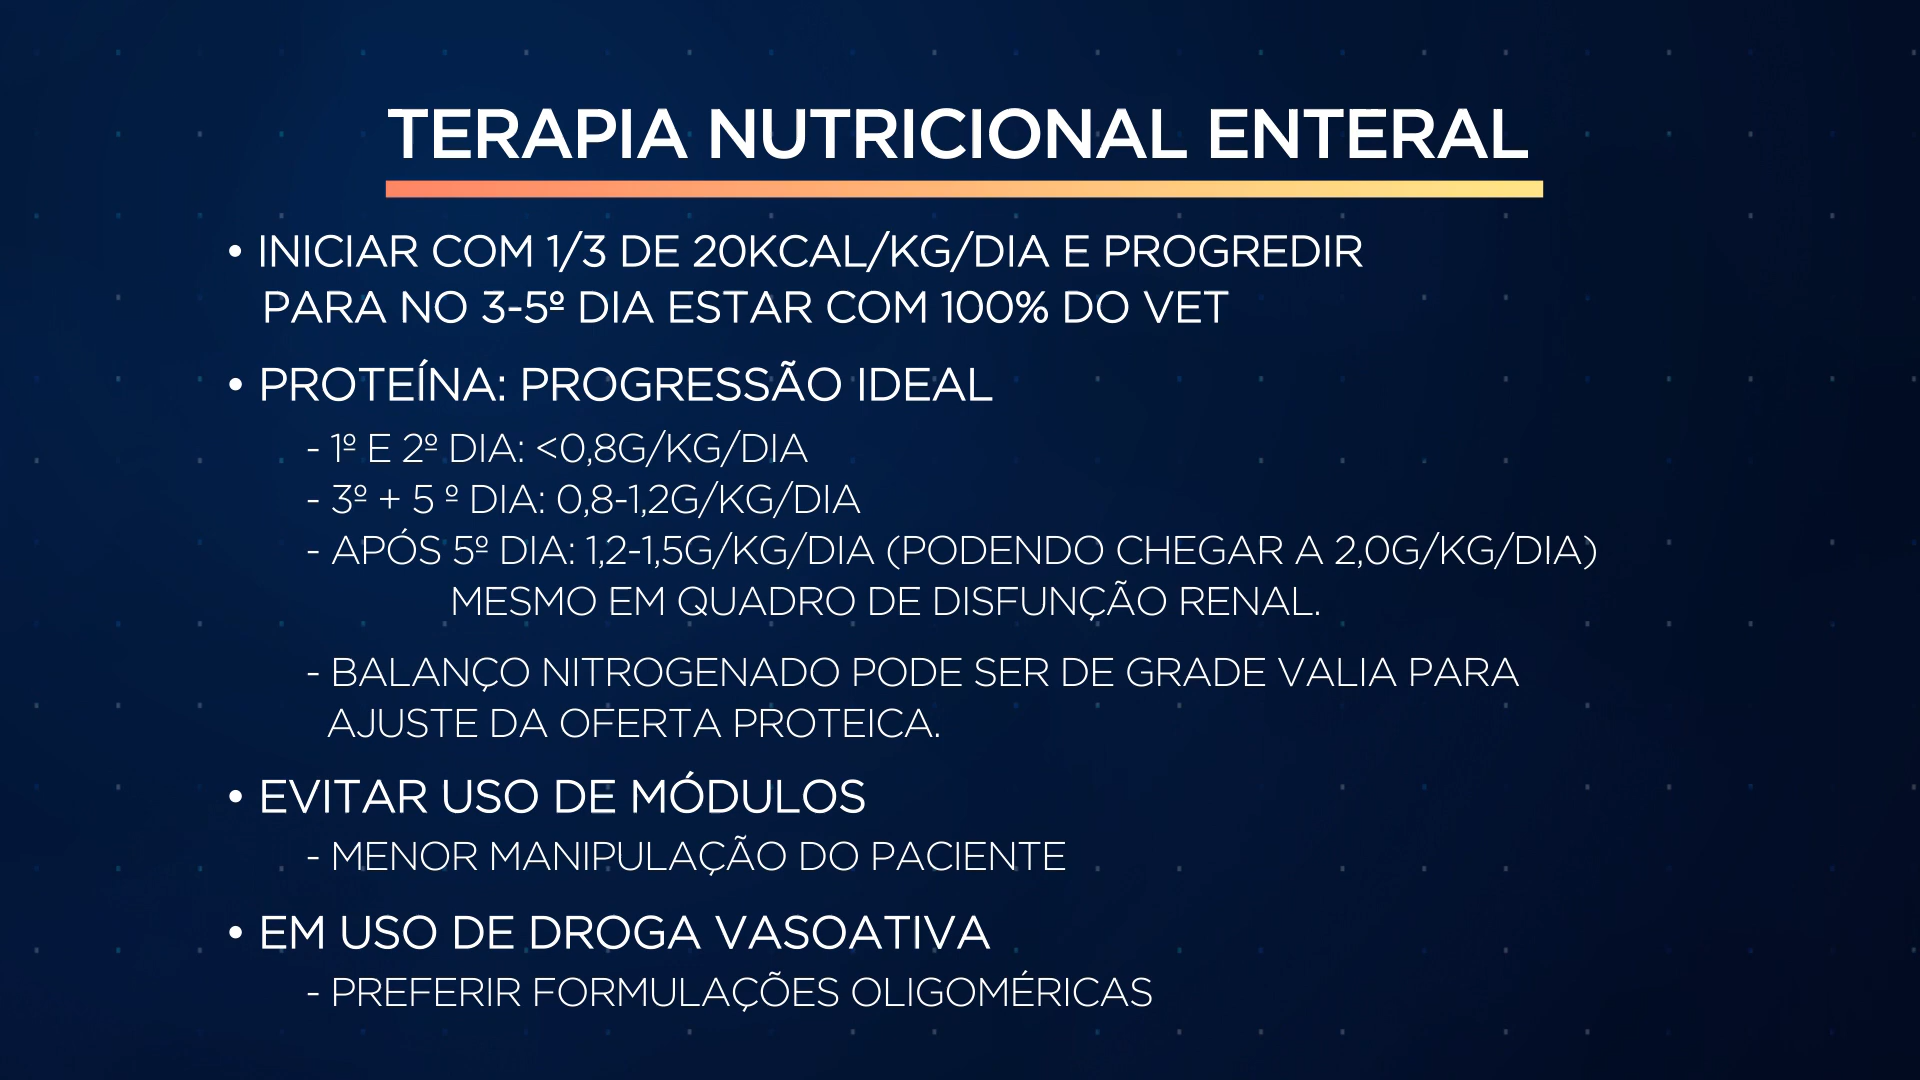 TERAPIA NUTRICIONAL ENTERAL
• INICIAR COM 1/3 DE 20KCAL/KG/DIA E PROGREDIR
PARA NO 3-5º DIA ESTAR COM 100% DO VET
• PROTEÍNA: PROGRESSÃO IDEAL
- 1º E 2º DIA: <0,8G/KG/DIA
- 3º + 5 º DIA: 0,8-1,2G/KG/DIA
- APÓS 5º DIA: 1,2-1,5G/KG/DIA (PODENDO CHEGAR A 2,0G/KG/DIA)
MESMO EM QUADRO DE DISFUNÇÃO RENAL.
- BALANÇO NITROGENADO PODE SER DE GRADE VALIA PARA
AJUSTE DA OFERTA PROTEICA.
• EVITAR USO DE MÓDULOS
- MENOR MANIPULAÇÃO DO PACIENTE
• EM USO DE DROGA VASOATIVA
- PREFERIR FORMULAÇÕES OLIGOMÉRICAS